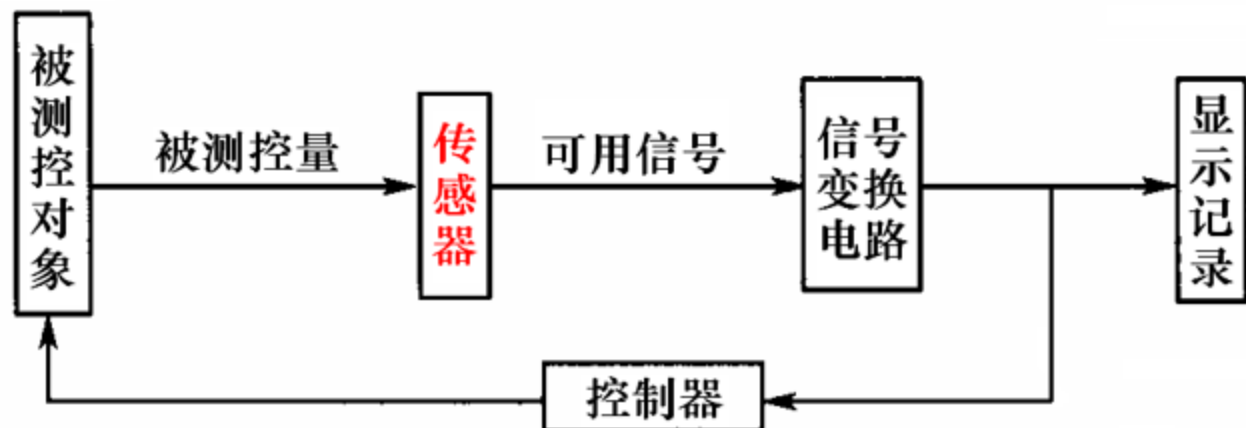 被测控对象
被测控量
传感器
可用信号
信号
变换
电路
显示记录
控制器